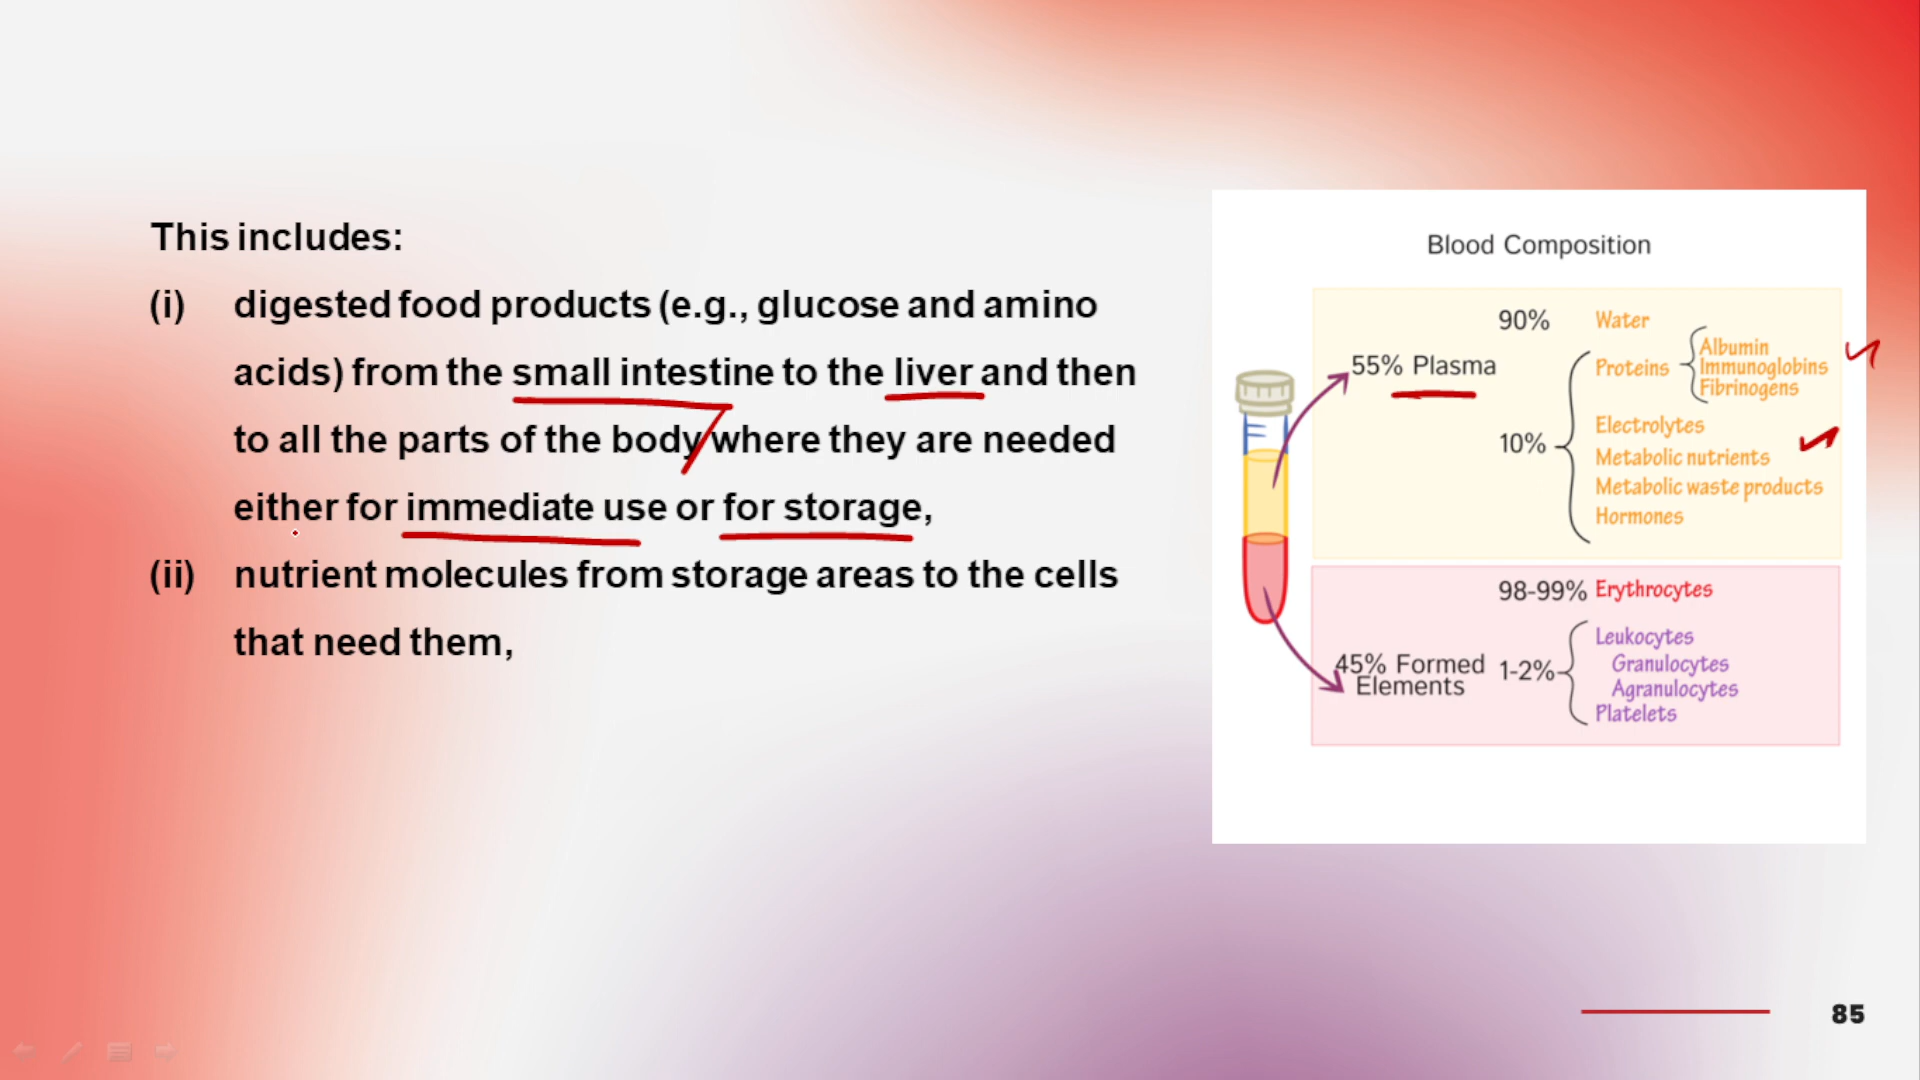 This includes:
(i) digested food products (e.g., glucose and amino
acids) from the small intestine to the liver and then
to all the parts of the body where they are needed
either for immediate use or for storage,
(ii) nutrient molecules from storage areas to the cells
that need them,
Blood Composition
55% Plasma
90% Water
10%
Proteins
Albumin
Immunoglobins
Fibrinogens
Electrolytes
Metabolic nutrients
Metabolic waste products
Hormones
45% Formed
Elements
98-99% Erythrocytes
1-2%
Leukocytes
Granulocytes
Agranulocytes
Platelets
85